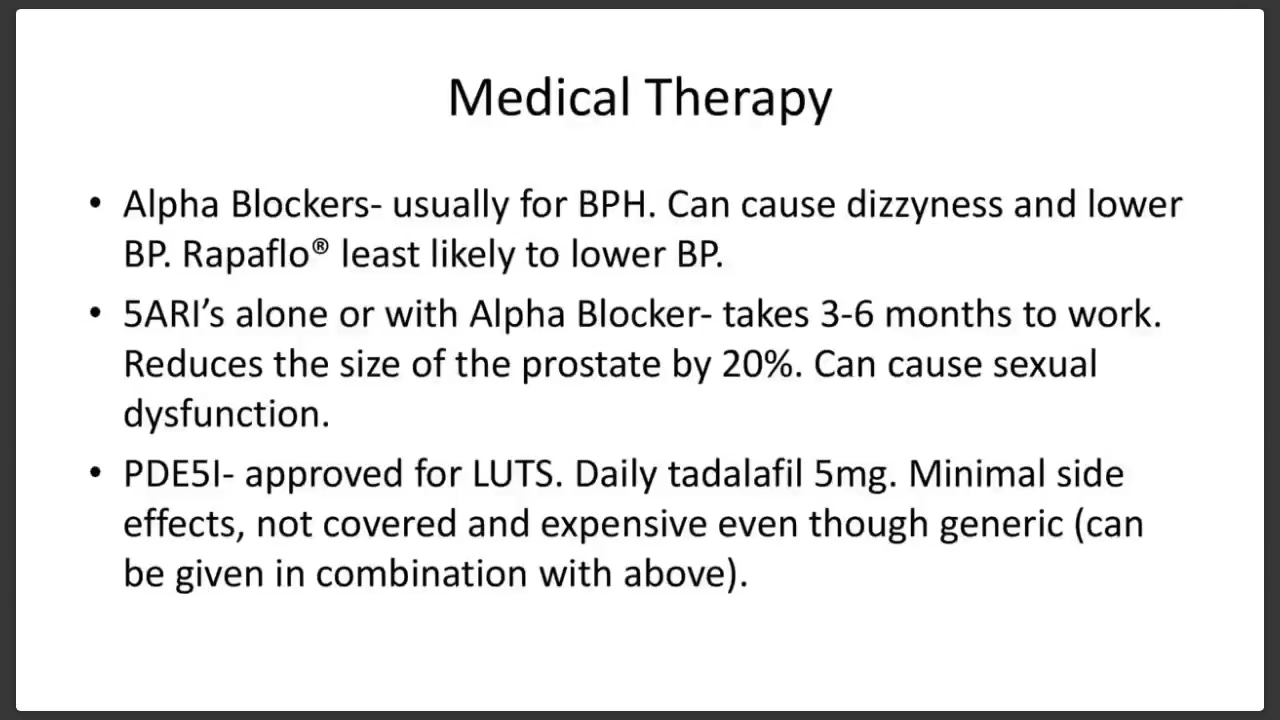 Medical Therapy
• Alpha Blockers- usually for BPH. Can cause dizzyness and lower
BP. Rapaflo® least likely to lower BP.
• 5ARI’s alone or with Alpha Blocker- takes 3-6 months to work.
Reduces the size of the prostate by 20%. Can cause sexual
dysfunction.
• PDE5I- approved for LUTS. Daily tadalafil 5mg. Minimal side
effects, not covered and expensive even though generic (can
be given in combination with above).